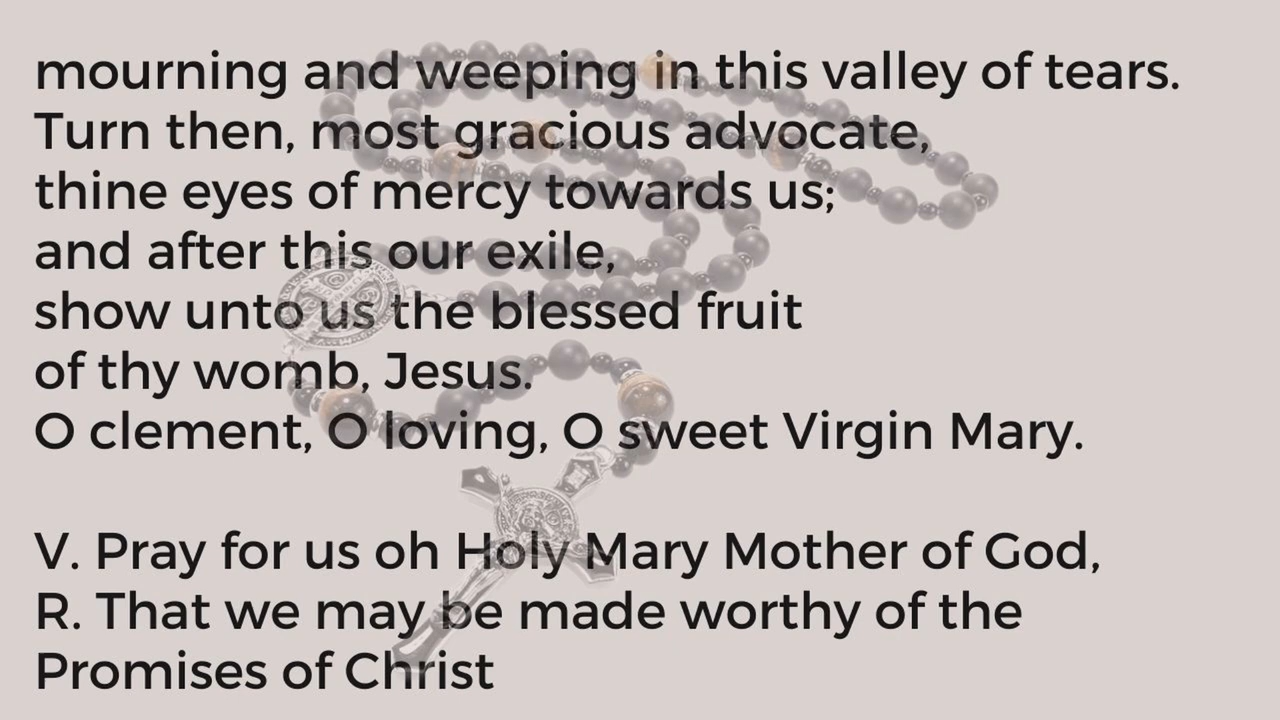 mourning and weeping in this valley of tears.
Turn then, most gracious advocate,
thine eyes of mercy towards us;
and after this our exile,
show unto us the blessed fruit
of thy womb, Jesus.
O clement, O loving, O sweet Virgin Mary.
V. Pray for us oh Holy Mary Mother of God,
R. That we may be made worthy of the
Promises of Christ